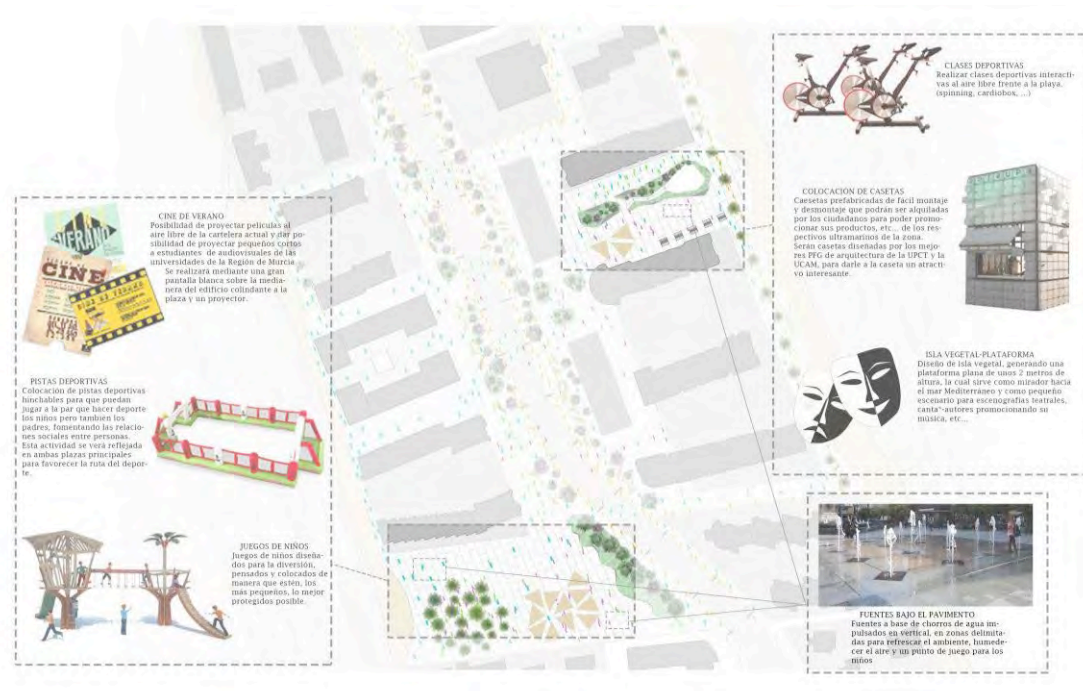 CLASES DEPORTIVAS
Realizar clases deportivas interacti-
vas al aire libre frente a la playa.
(spinning, cardiobox, ...)
COLOCACION DE CASETAS
Caesetas prefabricadas de facil montaje
y desmontaje que podrán ser alquiladas
por los ciudadanos para poder promo-
cionar sus productos, etc... de los res-
pectivos ultramarinos de la zona.
Serán casetas diseñadas por los mejo-
res PFG de arquitectura de la UPCT y la
UCAM, para darle a la caseta un atracti-
vo interesante.
ISLA VEGETAL-PLATAFORMA
Diseño de isla vegetal, generando una
plataforma plana de unos 2 metros de
altura, la cual sirve como mirador hacia
el mar Mediterráneo y como pequeño
escenario para escenografias teatrales,
canta"-autores promocionando su
música, etc...
FUENTES BAJO EL PAVIMENTO
Fuentes a base de chorros de agua im-
pulsados en vertical, en zonas delimita-
das para refrescar el ambiente, humede-
cer el aire y un punto de juego para los
niños
CINE DE VERANO
Posibilidad de proyectar películas al
aire libre de la cartelera actual y dar po-
sibilidad de proyectar pequeños cortos
a estudiantes de audiovisuales de las
universidades de la Región de Murcia
Se realizará mediante una gran
pantalla blanca sobre la media-
nera del edificio colindante a la
plaza y un proyector.
VERANO
CINE
PISTAS DEPORTIVAS
Colocación de pistas deportivas
hinchables para que puedan
jugar a la par que hacer deporte
los niños pero también los
padres, fomentando las relacio-
nes sociales entre personas.
Esta actividad se verá reflejada
en ambas plazas principales
para favorecer la ruta del depor-
te.
JUEGOS DE NIÑOS
Juegos de niños diseña-
dos para la diversión,
pensados y colocados de
manera que estén, los
más pequeños, lo mejor
protegidos posible.